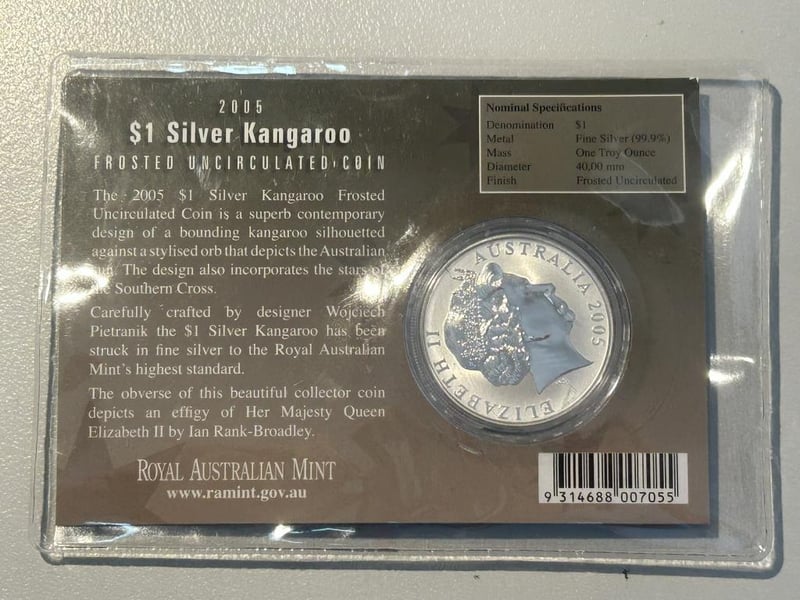 2005
$1 Silver Kangaroo
FROSTED UNCIRCULATED COIN
The 2005 $1 Silver Kangaroo Frosted
Uncirculated Coin is a superb contemporary
design of a bounding kangaroo silhouetted
against a stylised orb that depicts the Australian
sun. The design also incorporates the stars of
the Southern Cross.
Carefully crafted by designer Wojciech
Pietranik the $1 Silver Kangaroo has been
struck in fine silver to the Royal Australian
Mint's highest standard.
The obverse of this beautiful collector coin
depicts an effigy of Her Majesty Queen
Elizabeth II by Ian Rank-Broadley.
ROYAL AUSTRALIAN MINT
www.ramint.gov.au
Nominal Specifications
Denomination $1
Metal Fine Silver (99.9%)
Mass One Troy Ounce
Diameter 40.00 mm
Finish Frosted Uncirculated
ELIZABETH II
AUSTRALIA 2005
9 314688 007055